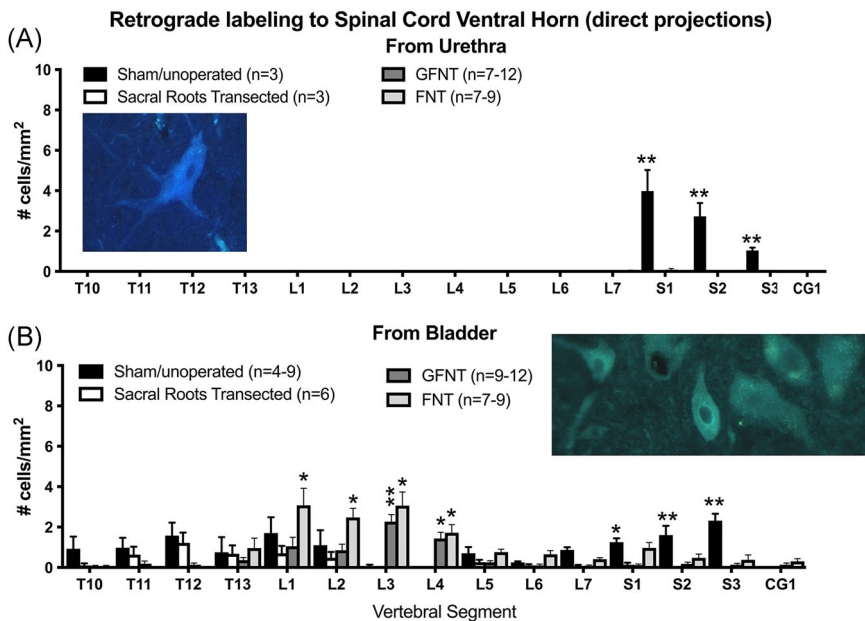 Retrograde labeling to Spinal Cord Ventral Horn (direct projections)
(A)
From Urethra
Sham/unoperated (n=3)
Sacral Roots Transected (n=3)
GFNT (n=7-12)
FNT (n=7-9)
# cells/mm²
10
8
6
4
2
0
** ** **
T10 T11 T12 T13 L1 L2 L3 L4 L5 L6 L7 S1 S2 S3 CG1
(B)
From Bladder
Sham/unoperated (n=4-9)
Sacral Roots Transected (n=6)
GFNT (n=9-12)
FNT (n=7-9)
# cells/mm²
10
8
6
4
2
0
* * ** * * * * ** **
T10 T11 T12 T13 L1 L2 L3 L4 L5 L6 L7 S1 S2 S3 CG1
Vertebral Segment